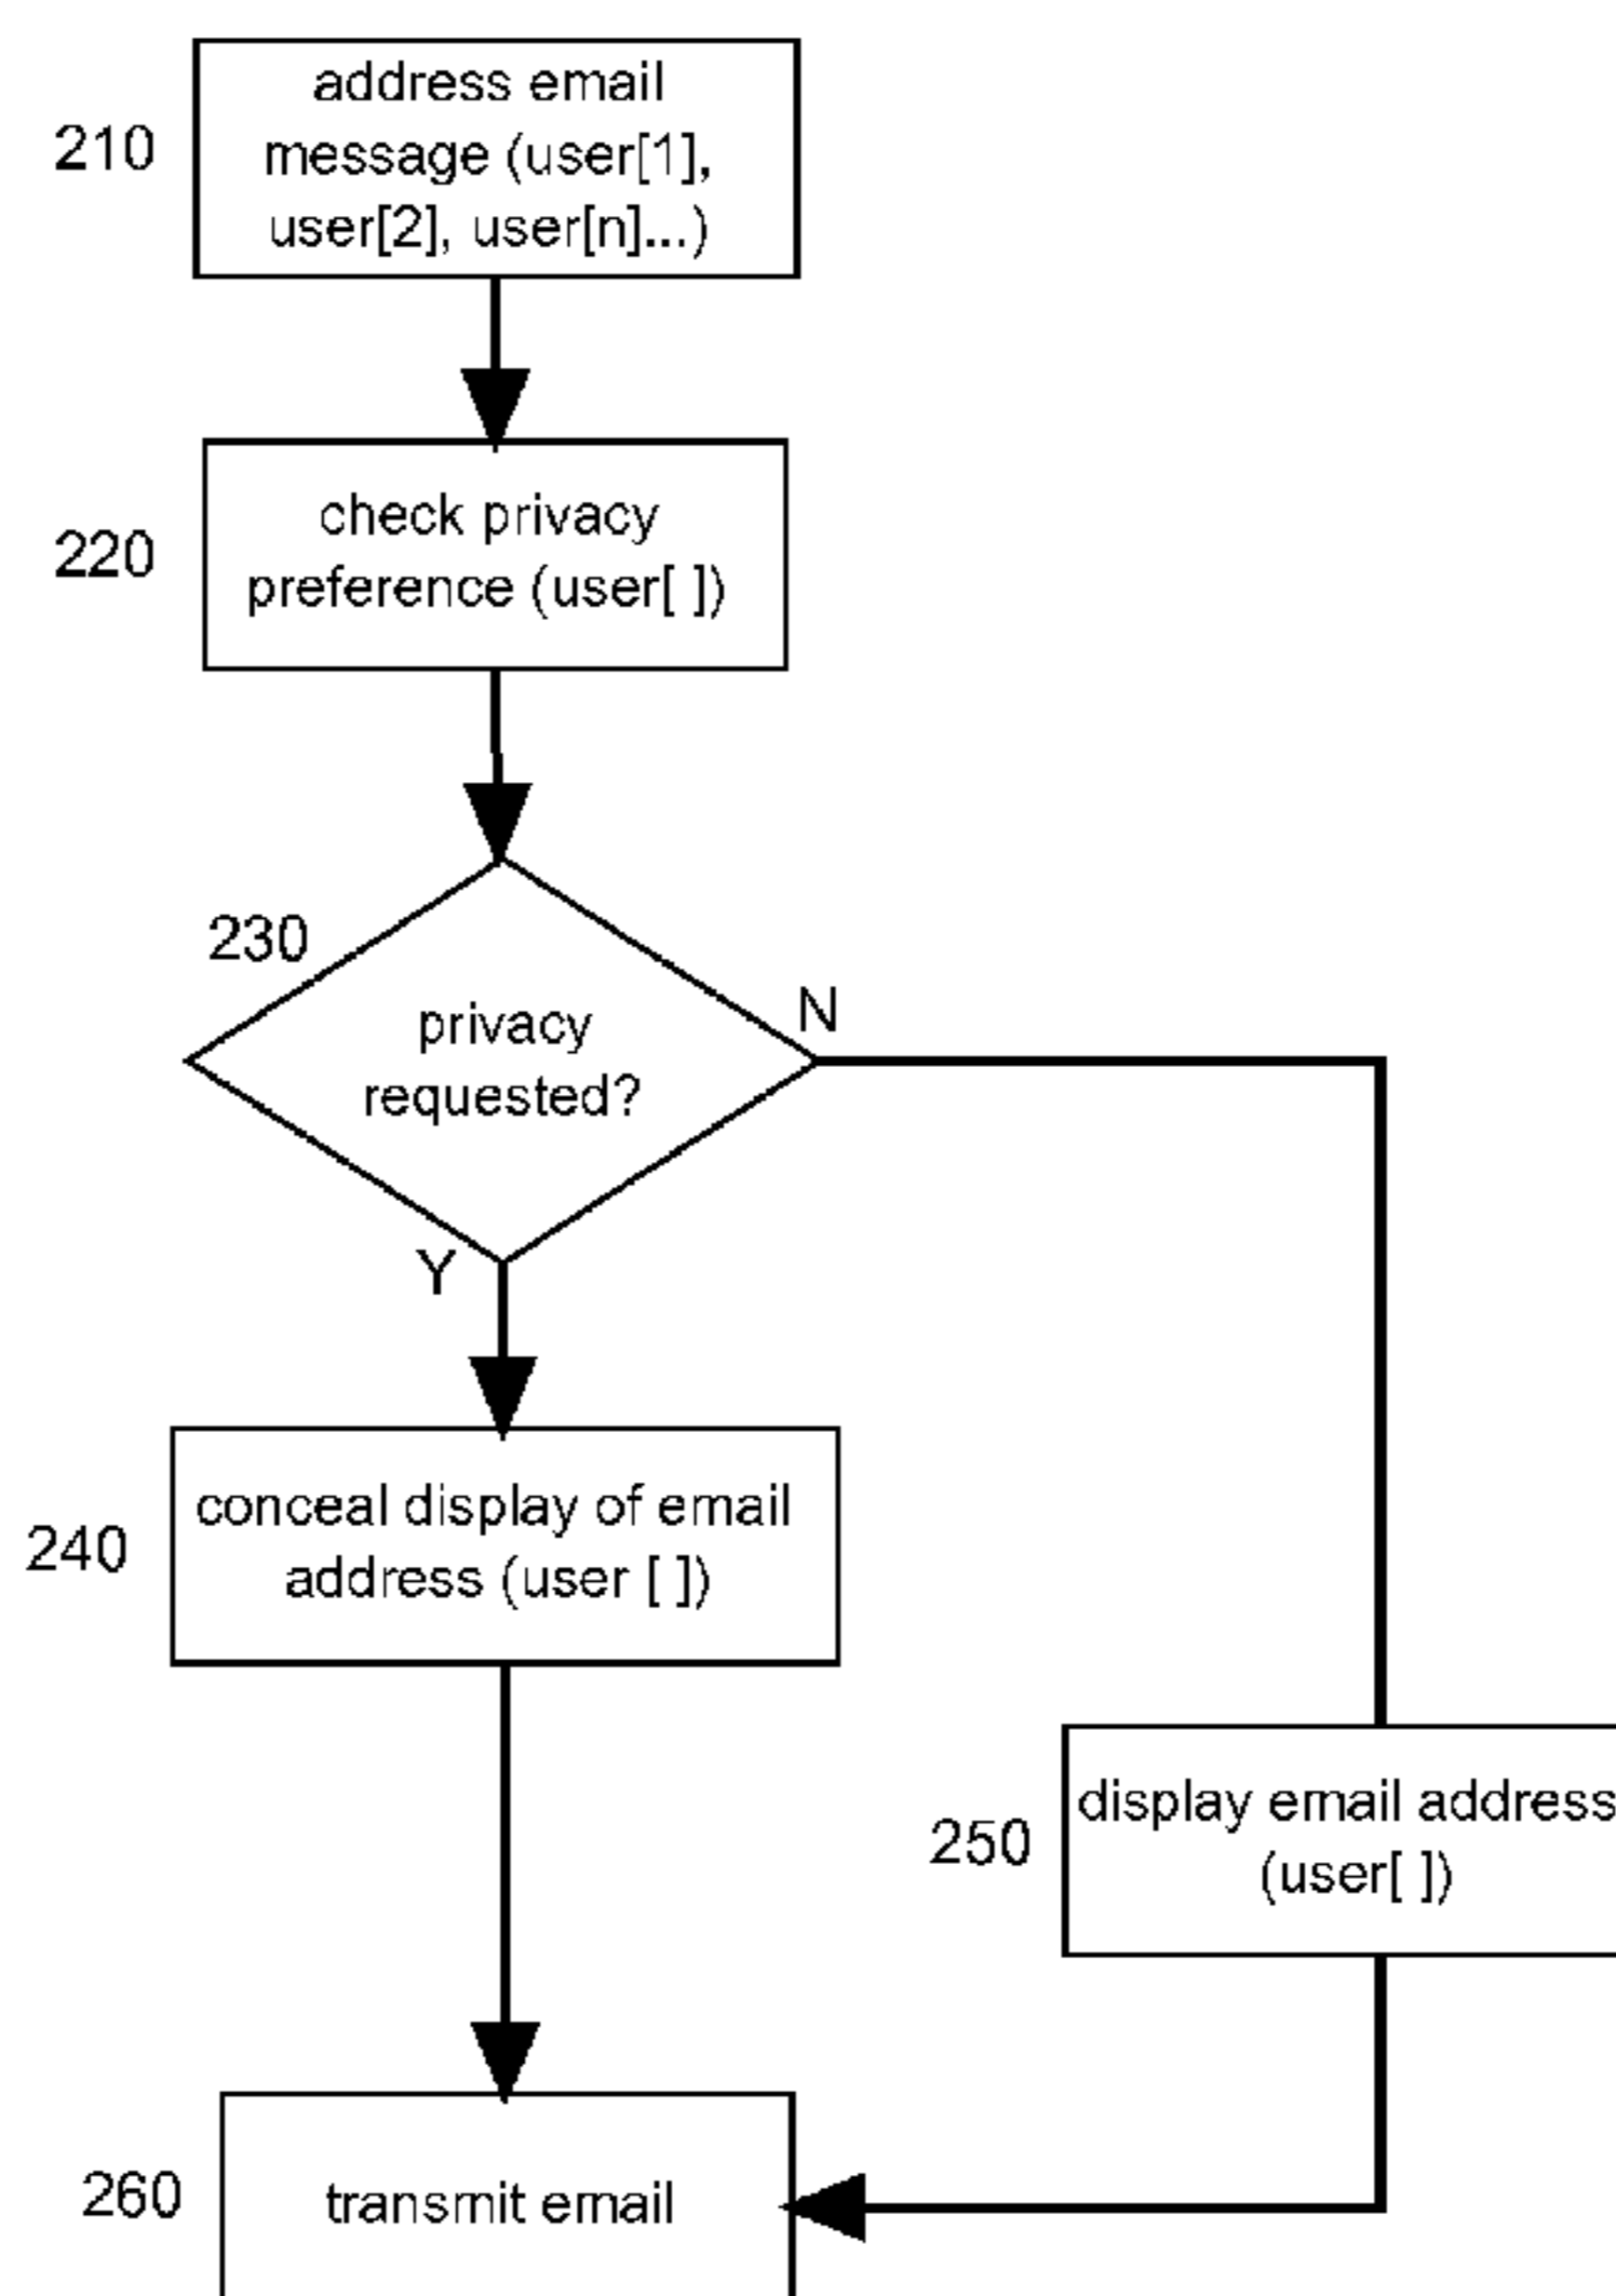 address email
210
message (user[1],
user[2], user[n]...)
check privacy
220
preference (user[ ])
230
N
privacy
requested?
Y
conceal display of email
240
address (user [ ])
display email address
250
(user[ ])
260
transmit email